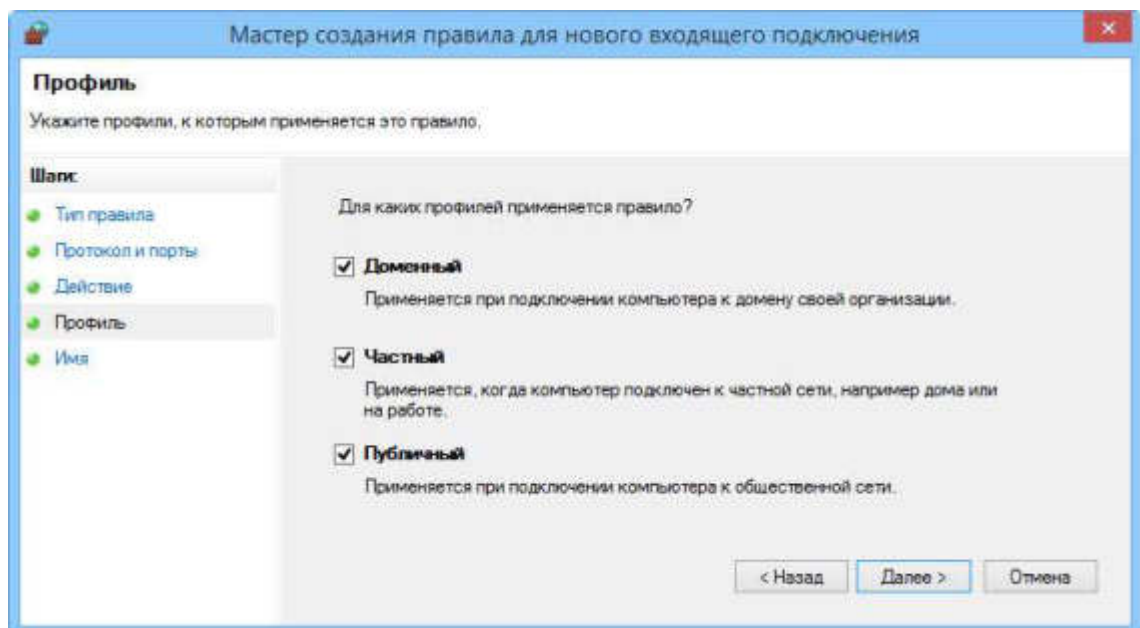 Мастер создания правила для нового входящего подключения
Профиль
Укажите профили, к которым применяется это правило.
Шаги:
Тип правила
Протокол и порты
Действие
Профиль
Имя
Для каких профилей применяется правило?
Доменный
Применяется при подключении компьютера к домену своей организации.
Частный
Применяется, когда компьютер подключен к частной сети, например дома или
на работе.
Публичный
Применяется при подключении компьютера к общественной сети.
< Назад
Далее >
Отмена